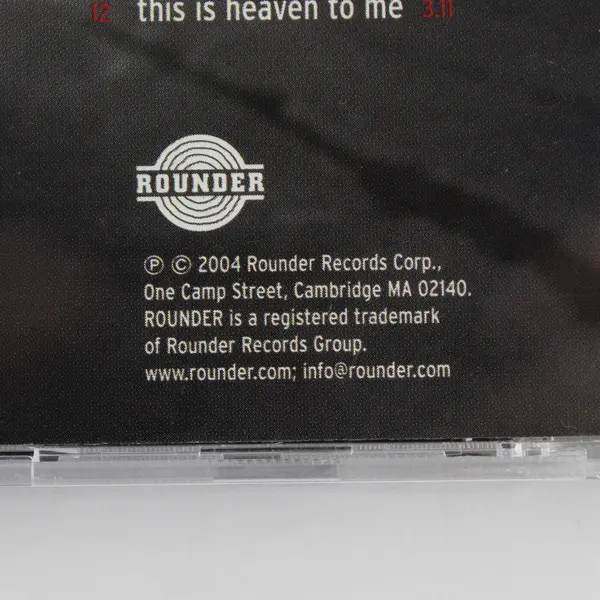 12 this is heaven to me 3.11
ROUNDER
℗ © 2004 Rounder Records Corp.,
One Camp Street, Cambridge MA 02140.
ROUNDER is a registered trademark
of Rounder Records Group.
www.rounder.com; info@rounder.com